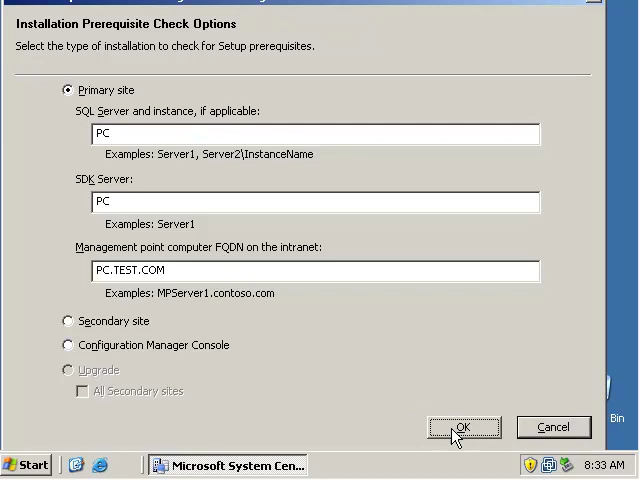 Installation Prerequisite Check Options
Select the type of installation to check for Setup prerequisites.
Primary site
SQL Server and instance, if applicable:
PC
Examples: Server1, Server2\InstanceName
SDK Server:
PC
Examples: Server1
Management point computer FQDN on the intranet:
PC.TEST.COM
Examples: MPServer1.contoso.com
Secondary site
Configuration Manager Console
Upgrade
All Secondary sites
OK
Cancel
Bin
Start
Microsoft System Cen...
8:33 AM